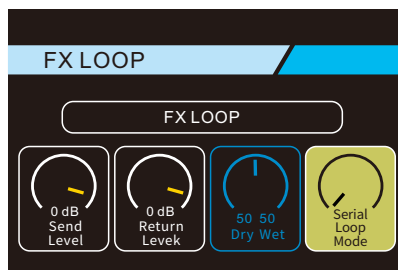 FX LOOP
FX LOOP
0 dB
Send
Level
0 dB
Return
Levek
50 50
Dry Wet
Serial
Loop
Mode